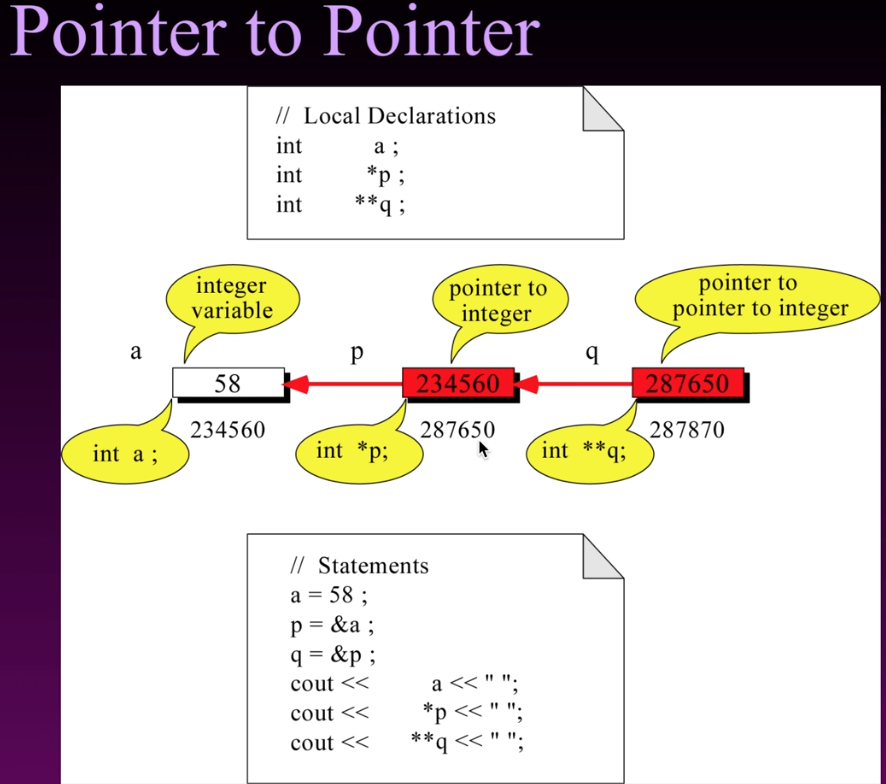 Pointer to Pointer
// Local Declarations
int a ;
int *p ;
int **q ;
integer
variable
pointer to
integer
pointer to
pointer to integer
a
p
q
58
234560
287650
234560
287650
287870
int a ;
int *p;
int **q;
// Statements
a = 58 ;
p = &a ;
q = &p ;
cout << a << " ";
cout << *p << " ";
cout << **q << " ";